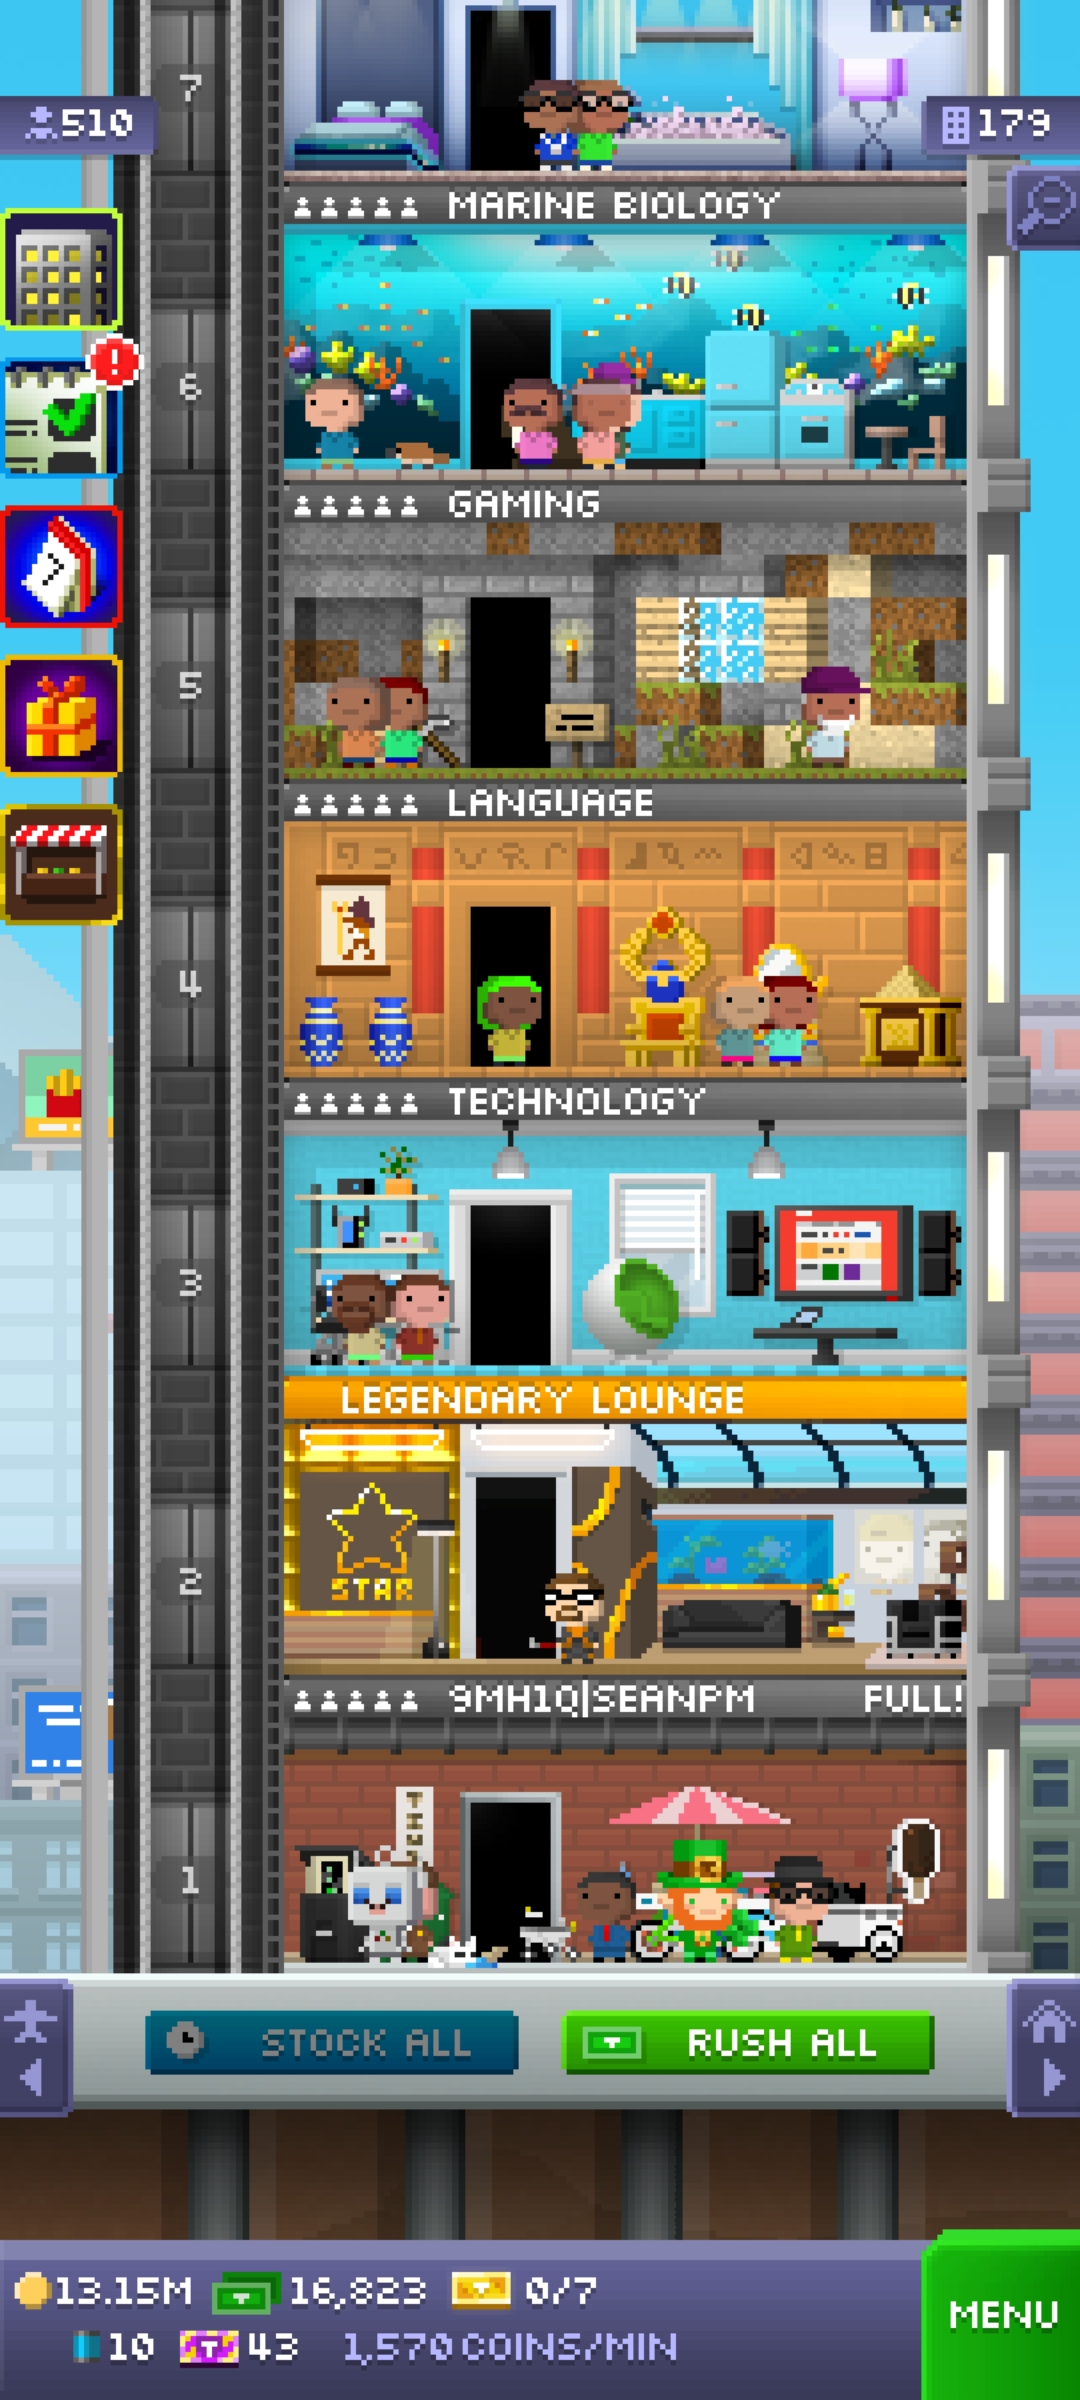 7
510
179
MARINE BIOLOGY
6
GAMING
7
5
LANGUAGE
4
TECHNOLOGY
3
LEGENDARY LOUNGE
STAR
2
9MH1Q|SEANPM FULL!
1
STOCK ALL
RUSH ALL
13.15M 16,823 0/7
10 43 1,570 COINS/MIN
MENU